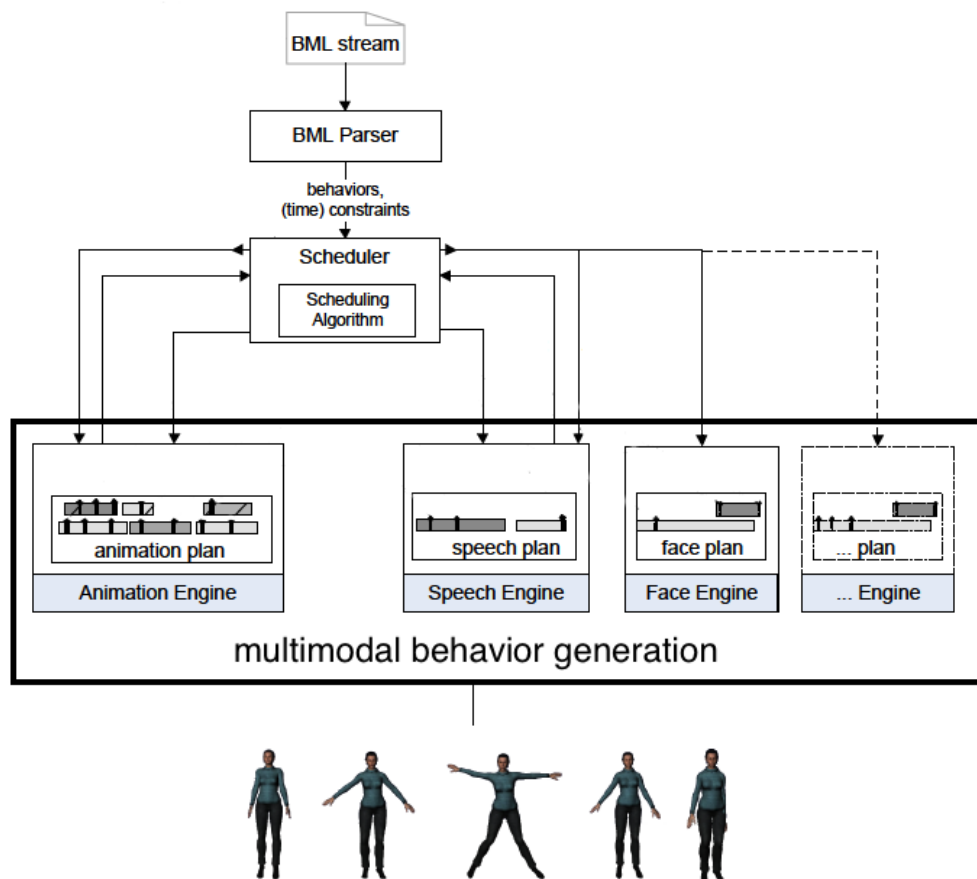 BML stream
BML Parser
behaviors,
(time) constraints
Scheduler
Scheduling
Algorithm
animation plan
speech plan
face plan
... plan
Animation Engine
Speech Engine
Face Engine
... Engine
multimodal behavior generation